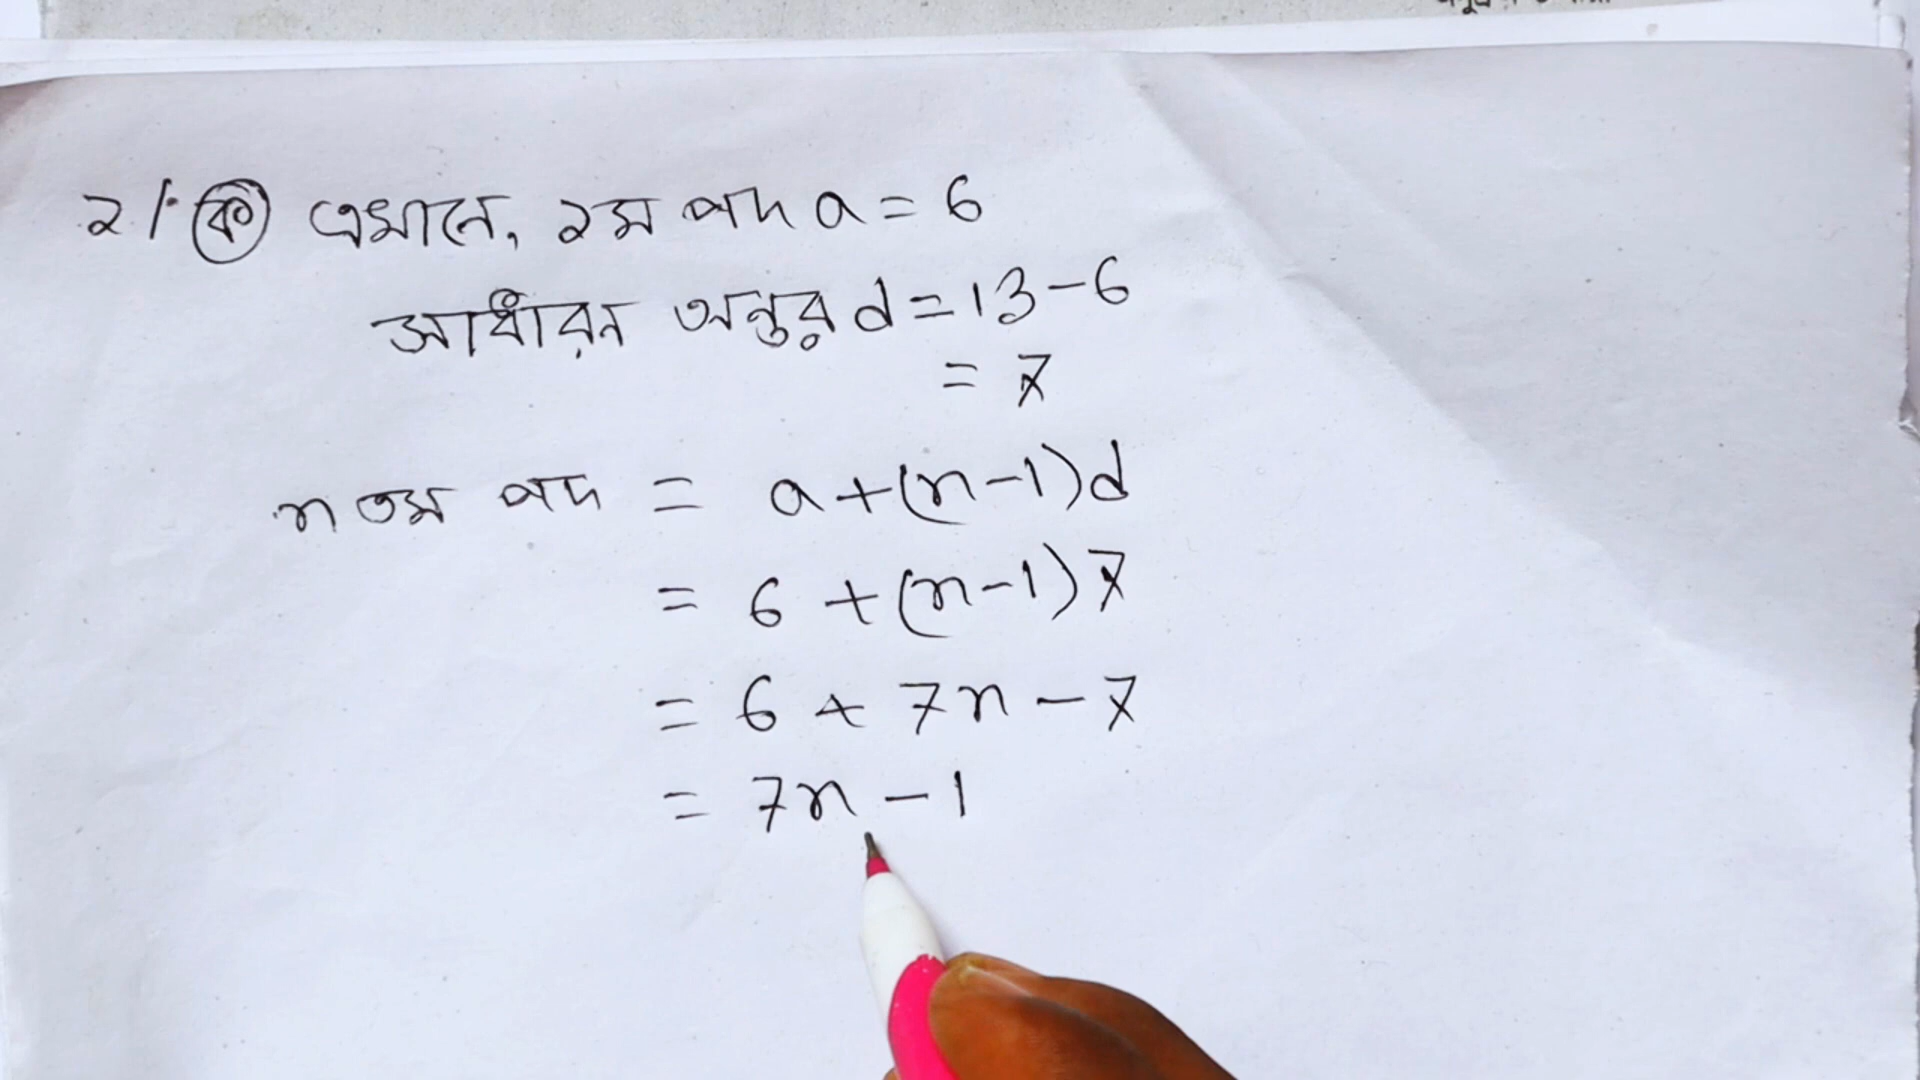 ২। ক এখানে, ১ম পদ a = 6
সাধারন অন্তর d = 13 - 6
= 7
n তম পদ = a + (n - 1)d
= 6 + (n - 1)7
= 6 + 7n - 7
= 7n - 1